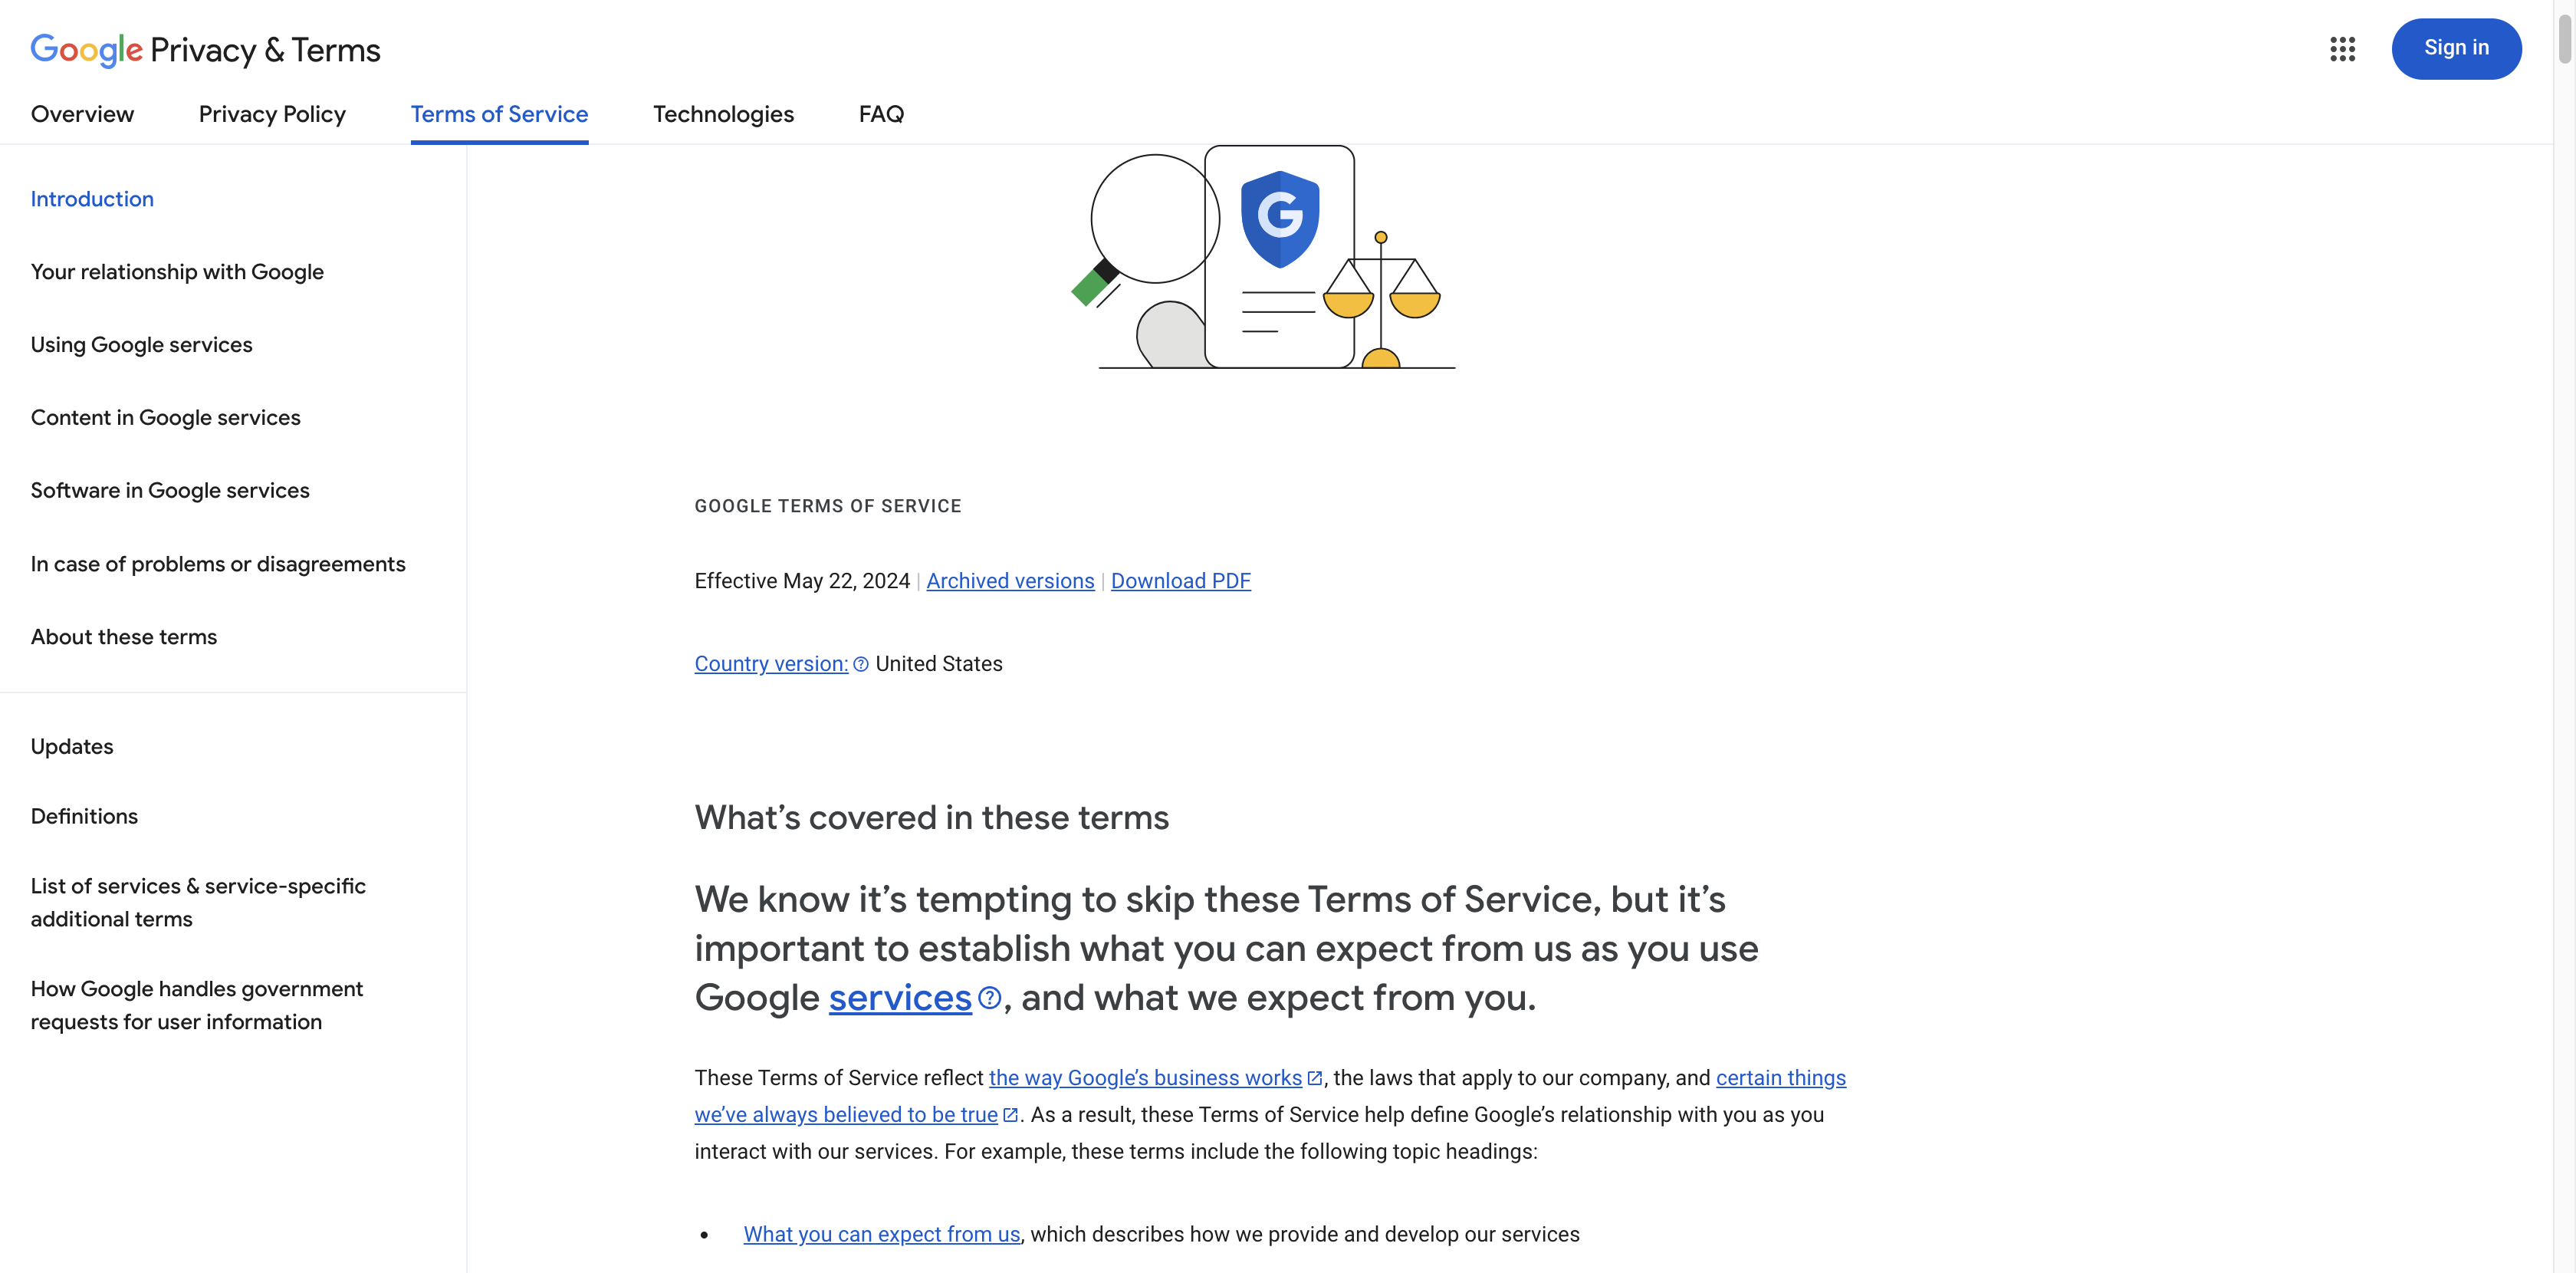 Google Privacy & Terms
Sign in
Overview
Privacy Policy
Terms of Service
Technologies
FAQ
Introduction
Your relationship with Google
Using Google services
Content in Google services
Software in Google services
In case of problems or disagreements
About these terms
Updates
Definitions
List of services & service-specific
additional terms
How Google handles government
requests for user information
G
GOOGLE TERMS OF SERVICE
Effective May 22, 2024 | Archived versions | Download PDF
Country version: United States
What’s covered in these terms
We know it’s tempting to skip these Terms of Service, but it’s
important to establish what you can expect from us as you use
Google services, and what we expect from you.
These Terms of Service reflect the way Google’s business works, the laws that apply to our company, and certain things
we’ve always believed to be true. As a result, these Terms of Service help define Google’s relationship with you as you
interact with our services. For example, these terms include the following topic headings:
• What you can expect from us, which describes how we provide and develop our services